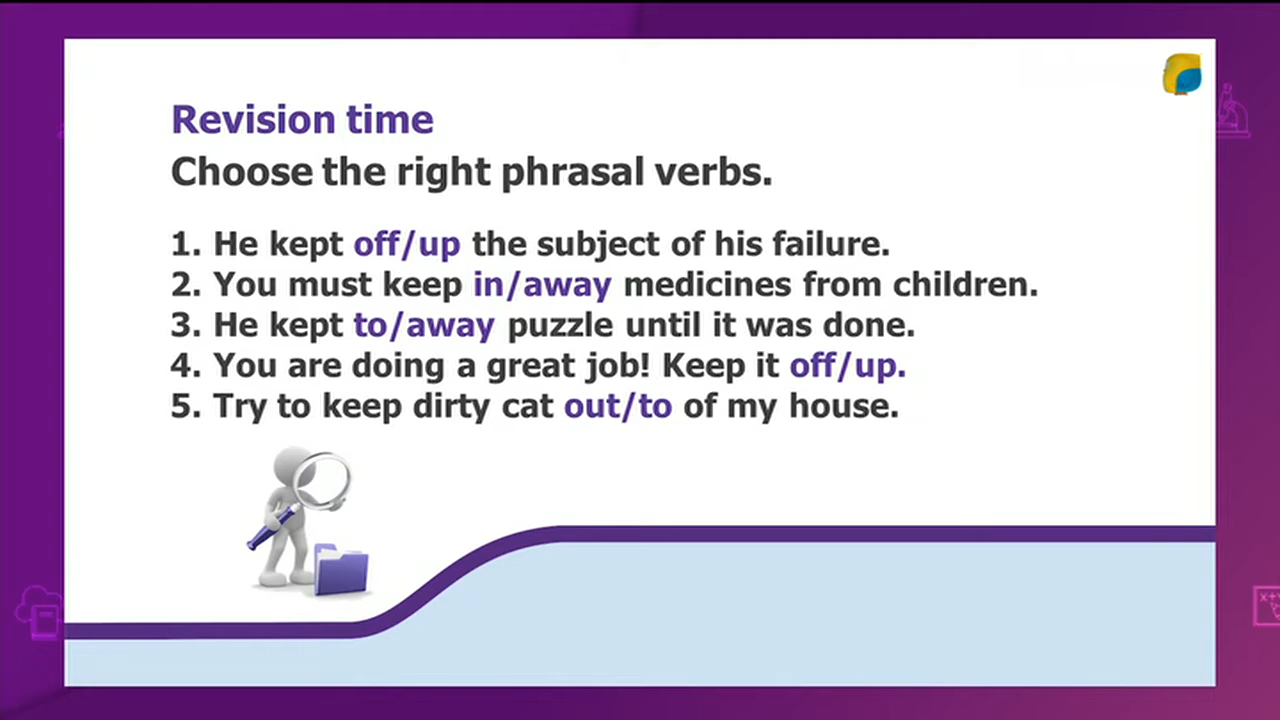 Revision time
Choose the right phrasal verbs.
1. He kept off/up the subject of his failure.
2. You must keep in/away medicines from children.
3. He kept to/away puzzle until it was done.
4. You are doing a great job! Keep it off/up.
5. Try to keep dirty cat out/to of my house.